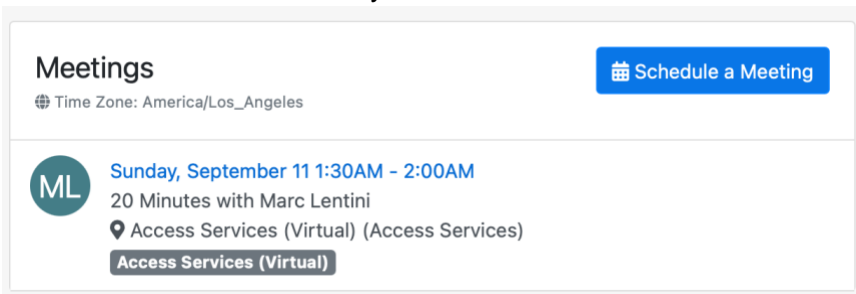 Meetings
Schedule a Meeting
Time Zone: America/Los_Angeles
ML
Sunday, September 11 1:30AM - 2:00AM
20 Minutes with Marc Lentini
Access Services (Virtual) (Access Services)
Access Services (Virtual)